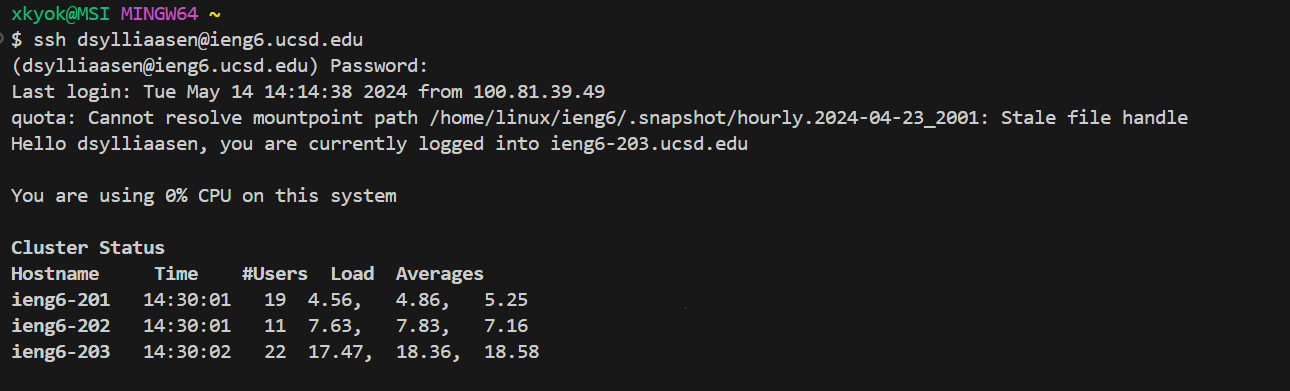 xkyok@MSI MINGW64 ~
$ ssh dsylliaasen@ieng6.ucsd.edu
(dsylliaasen@ieng6.ucsd.edu) Password:
Last login: Tue May 14 14:14:38 2024 from 100.81.39.49
quota: Cannot resolve mountpoint path /home/linux/ieng6/.snapshot/hourly.2024-04-23_2001: Stale file handle
Hello dsylliaasen, you are currently logged into ieng6-203.ucsd.edu
You are using 0% CPU on this system
Cluster Status
Hostname     Time    #Users  Load  Averages
ieng6-201   14:30:01   19  4.56,   4.86,   5.25
ieng6-202   14:30:01   11  7.63,   7.83,   7.16
ieng6-203   14:30:02   22  17.47,  18.36,  18.58